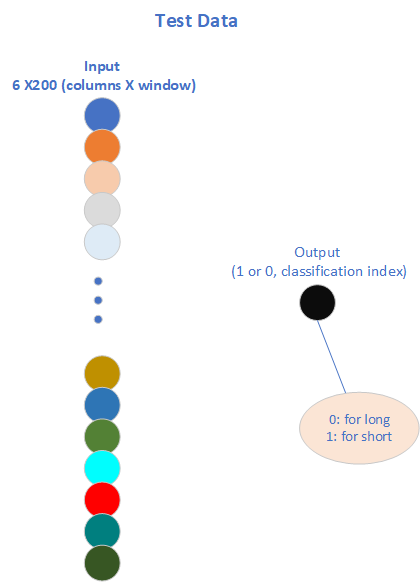 Test Data
Input
6 X200 (columns X window)
Output
(1 or 0, classification index)
0: for long
1: for short